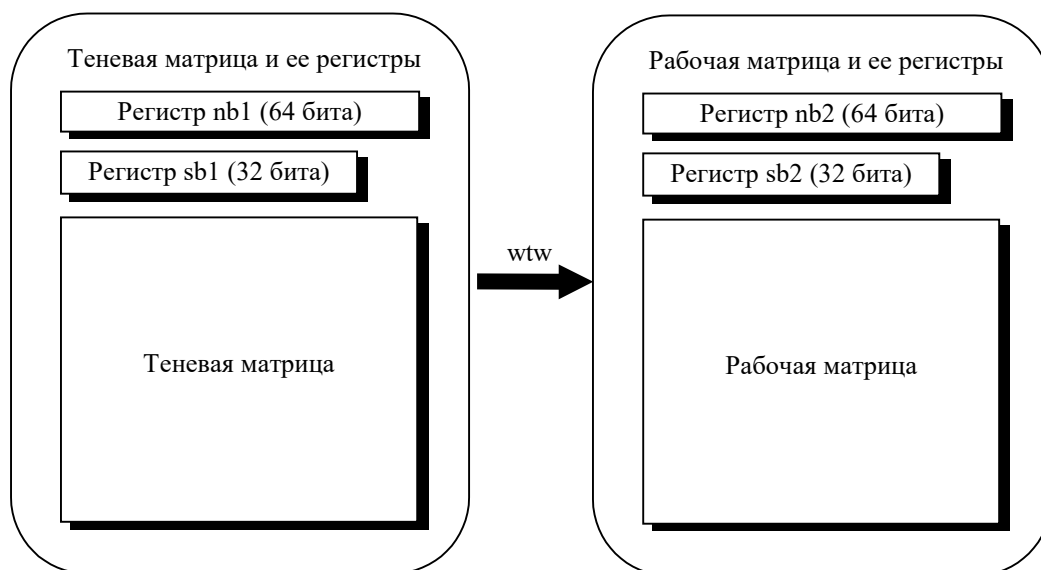 Теневая матрица и ее регистры
Регистр nb1 (64 бита)
Регистр sb1 (32 бита)
Теневая матрица
wtw
Рабочая матрица и ее регистры
Регистр nb2 (64 бита)
Регистр sb2 (32 бита)
Рабочая матрица